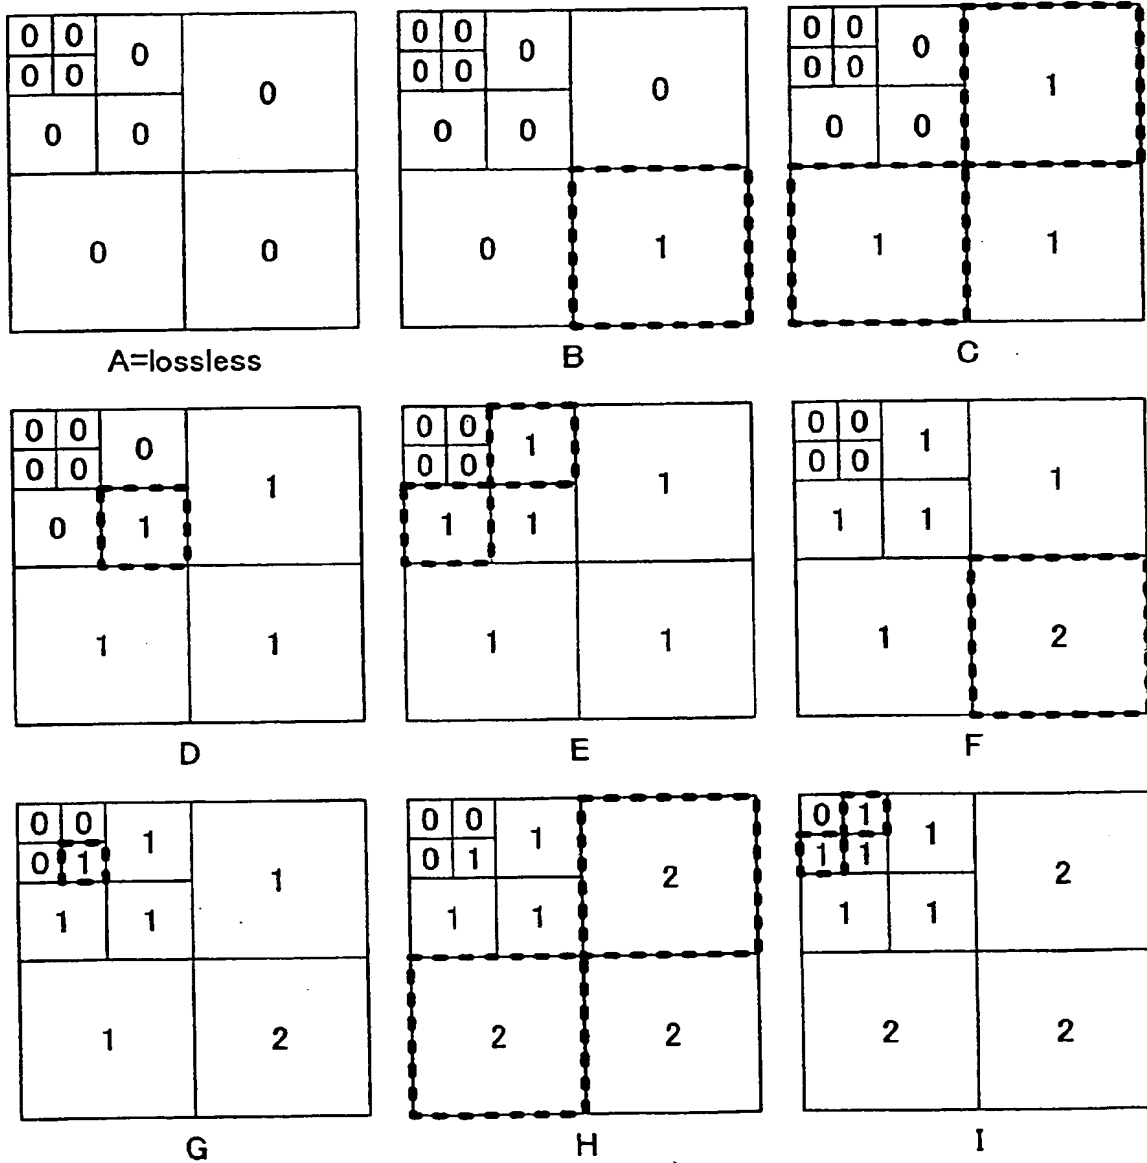 0 0 0 0 0 0
0 0 0 0 1
0 0 0 0 0 0
0 0 0 0 0 0
0 0 0 1 1 1
A=lossless B C
0 0 0 0 0 0
0 1 1
0 0 1 0 0 1 0 0 1
0 1 1 1 1 1
1 1 1 1 1 2
D E F
0 0 0 0 0 1
1 1 1
0 1 1 0 1 2 1 1 2
1 1 1 1 1 1
1 2 2 2 2 2
G H I